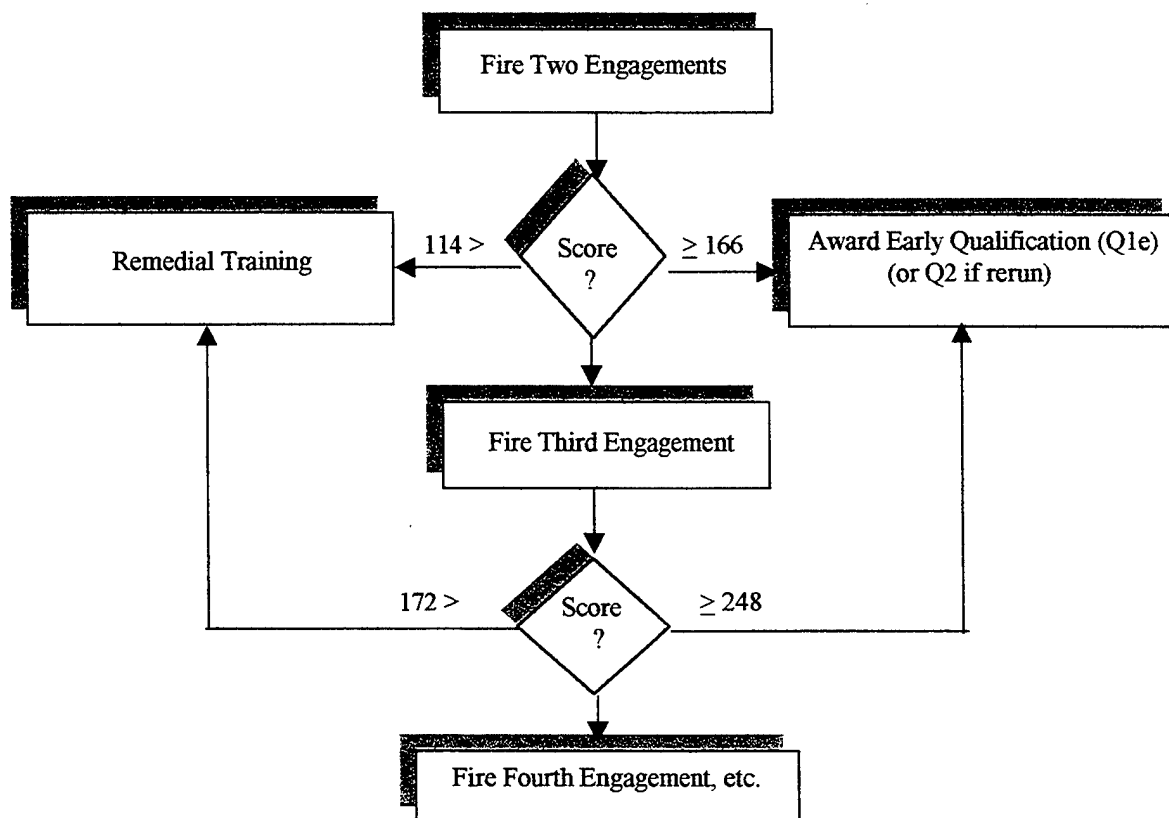 Fire Two Engagements
Remedial Training
114 >
Score
?
≥ 166
Award Early Qualification (Q1e)
(or Q2 if rerun)
Fire Third Engagement
172 >
Score
?
≥ 248
Fire Fourth Engagement, etc.